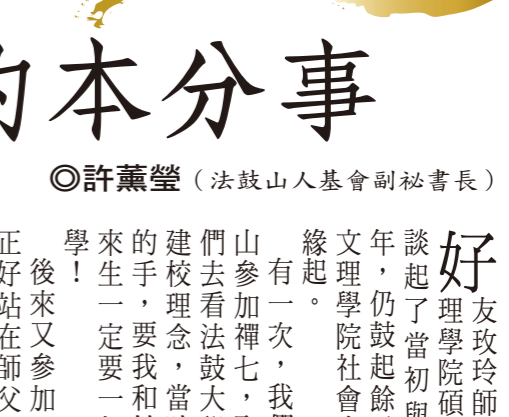 的本分事
◎許薰瑩（法鼓山人基會副祕書長）
好友玫玲師
理學院碩
談起了當初與
年，仍鼓起餘
文理學院社會
緣起。
有一次，我們
山參加禪七，
們去看法鼓大
建校理念，當
的手，要我和
來生一定要一
學！
後來又參加
正好站在師父